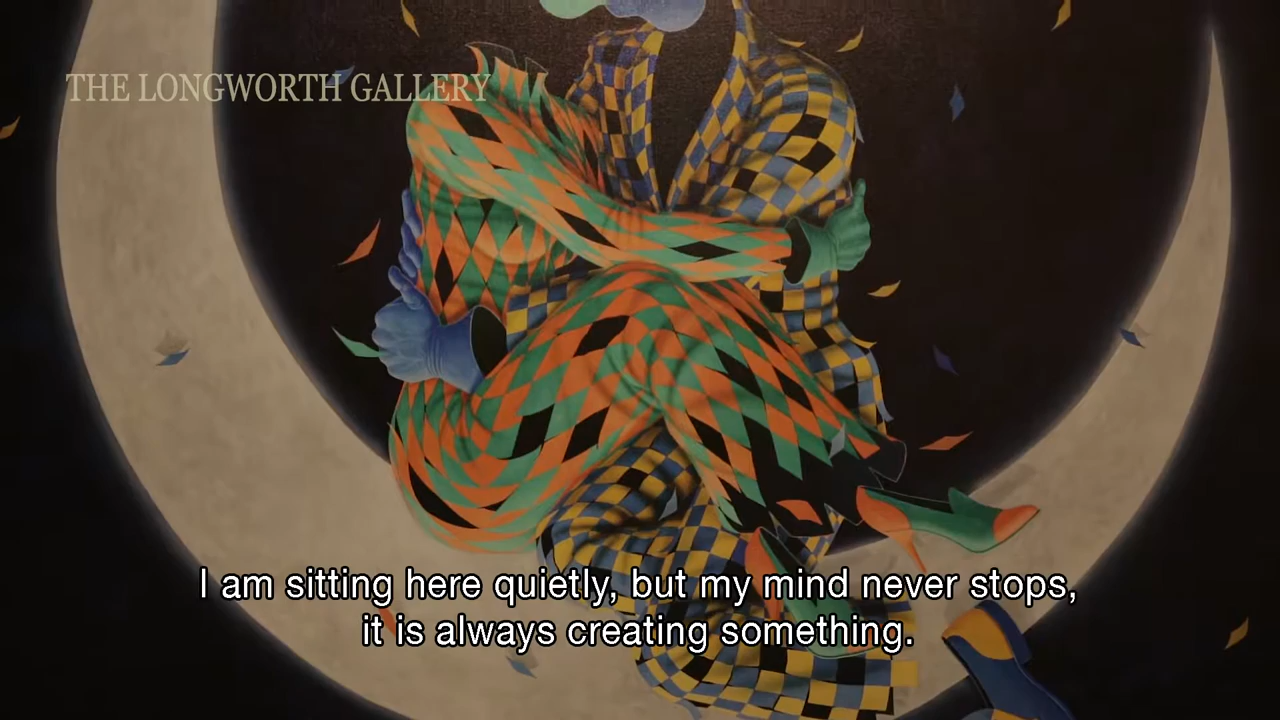 THE LONGWORTH GALLERY
I am sitting here quietly, but my mind never stops,
it is always creating something.